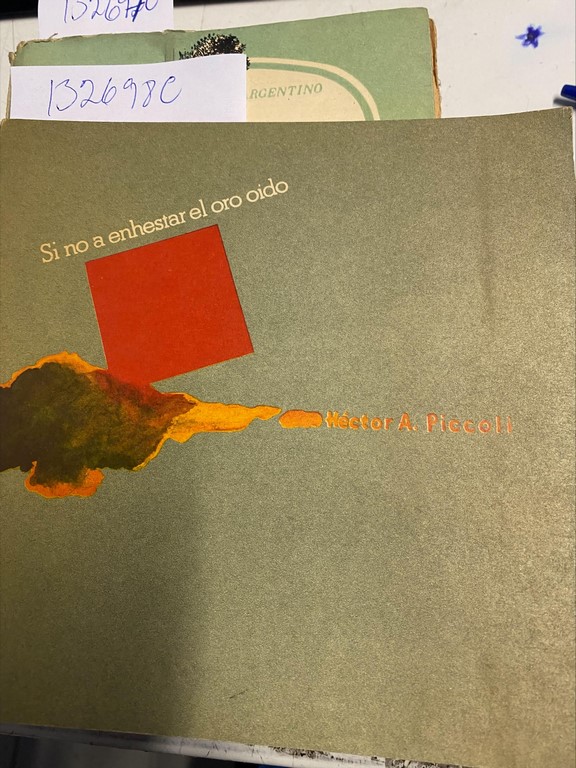 132698C
ARGENTINO
Si no a enhestar el oro oido
Héctor A. Piccoli